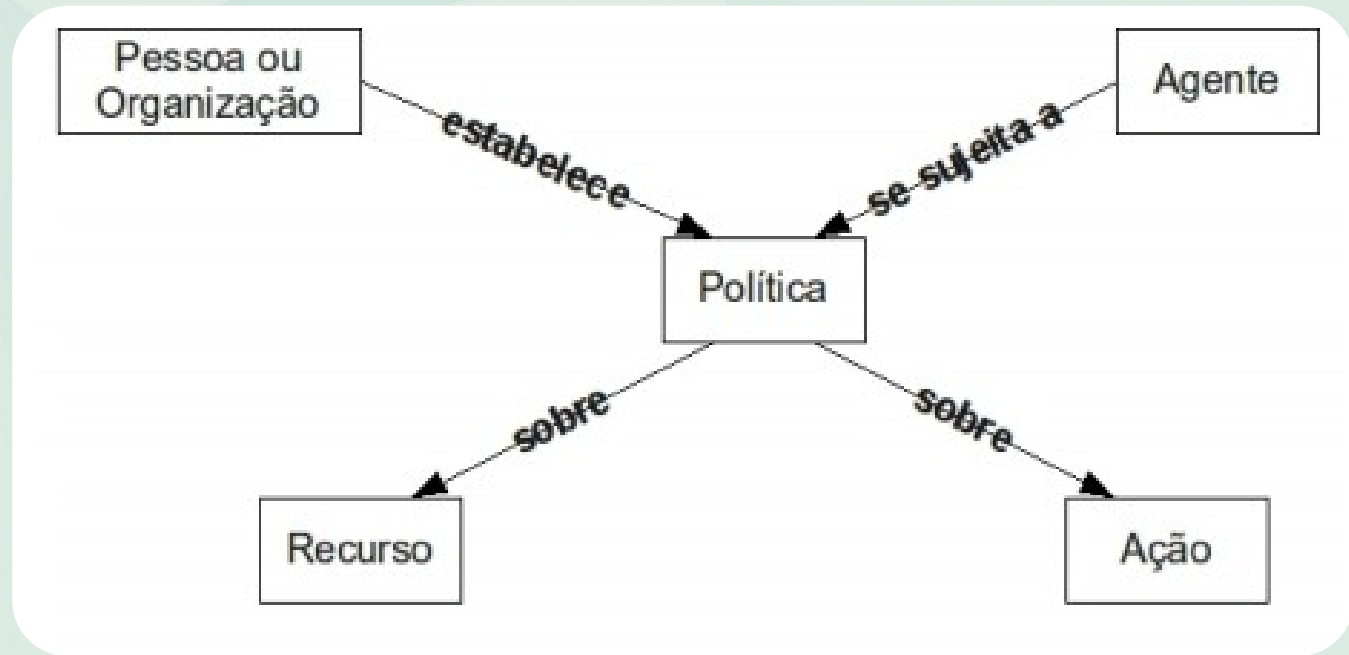 Pessoa ou
Organização
Agente
estabelece
se sujeita a
Política
sobre
sobre
Recurso
Ação